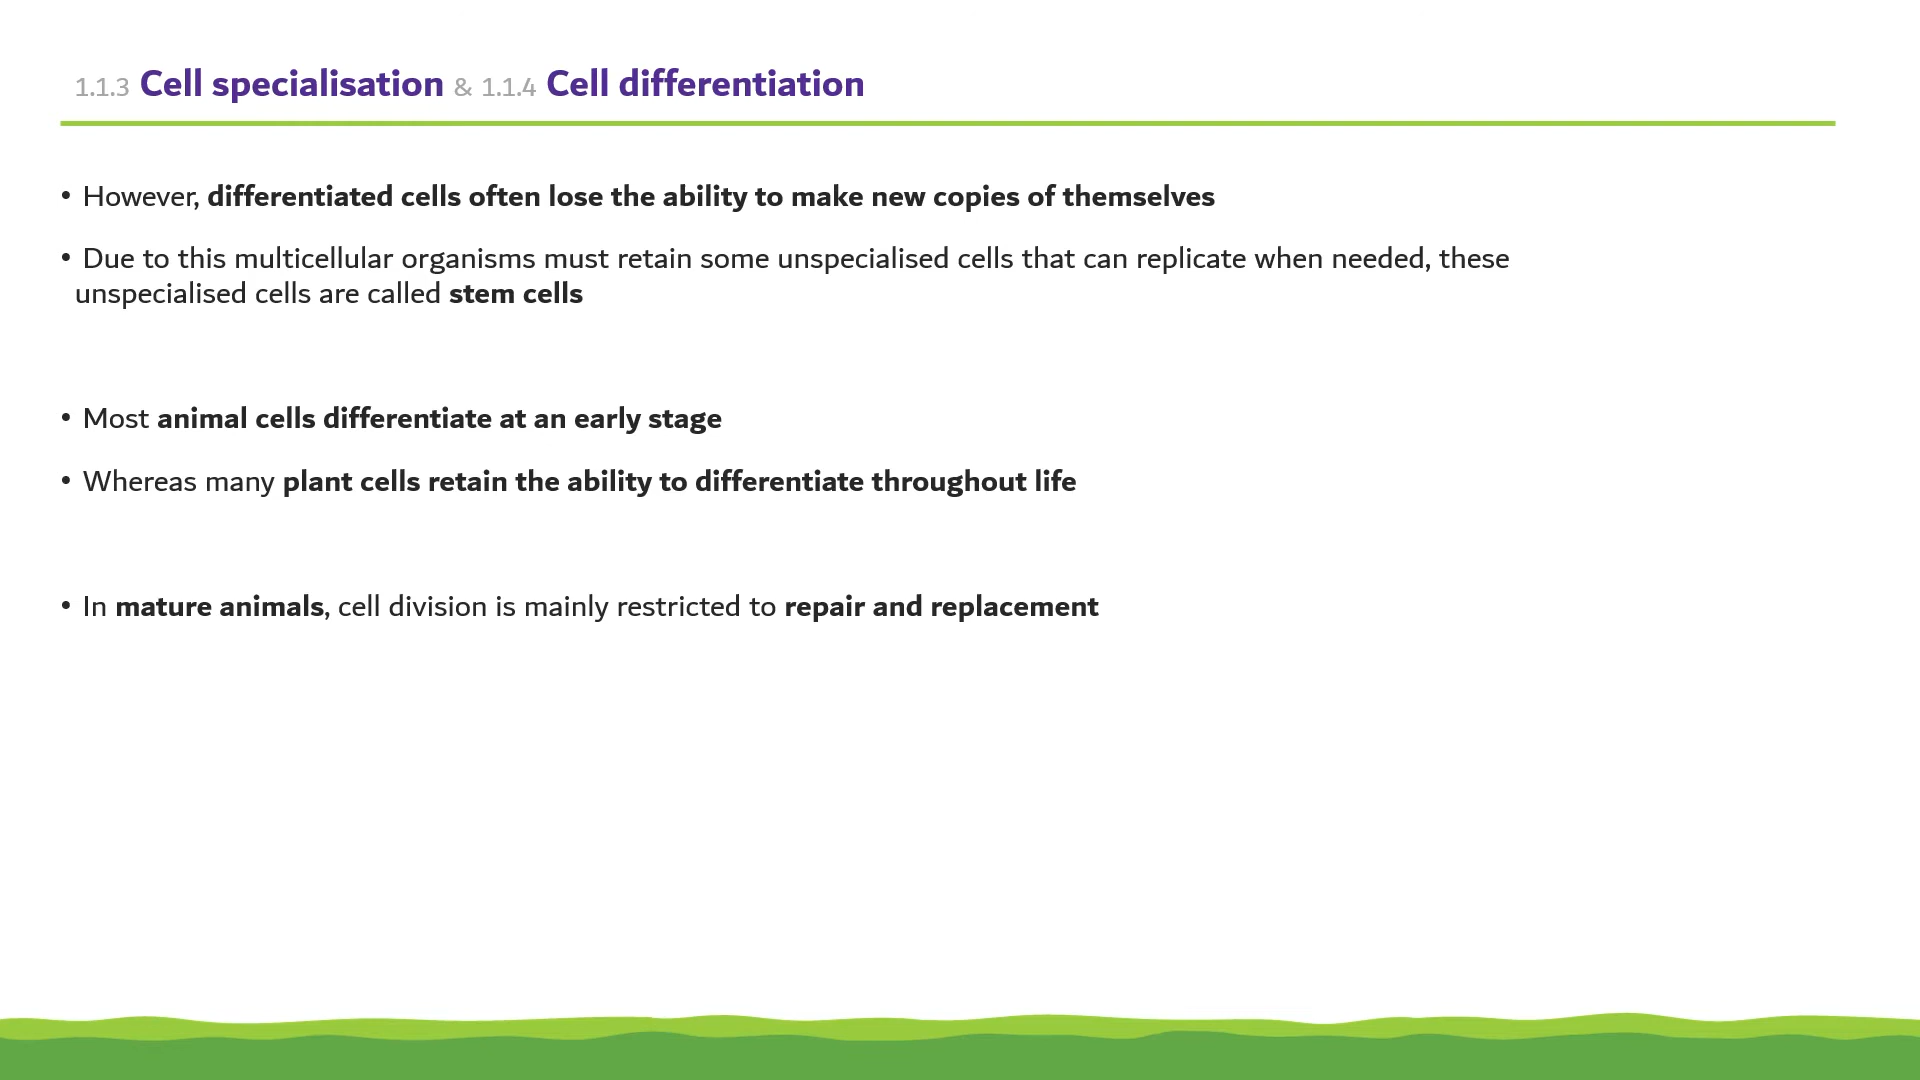 1.1.3 Cell specialisation & 1.1.4 Cell differentiation
• However, differentiated cells often lose the ability to make new copies of themselves
• Due to this multicellular organisms must retain some unspecialised cells that can replicate when needed, these
unspecialised cells are called stem cells
• Most animal cells differentiate at an early stage
• Whereas many plant cells retain the ability to differentiate throughout life
• In mature animals, cell division is mainly restricted to repair and replacement